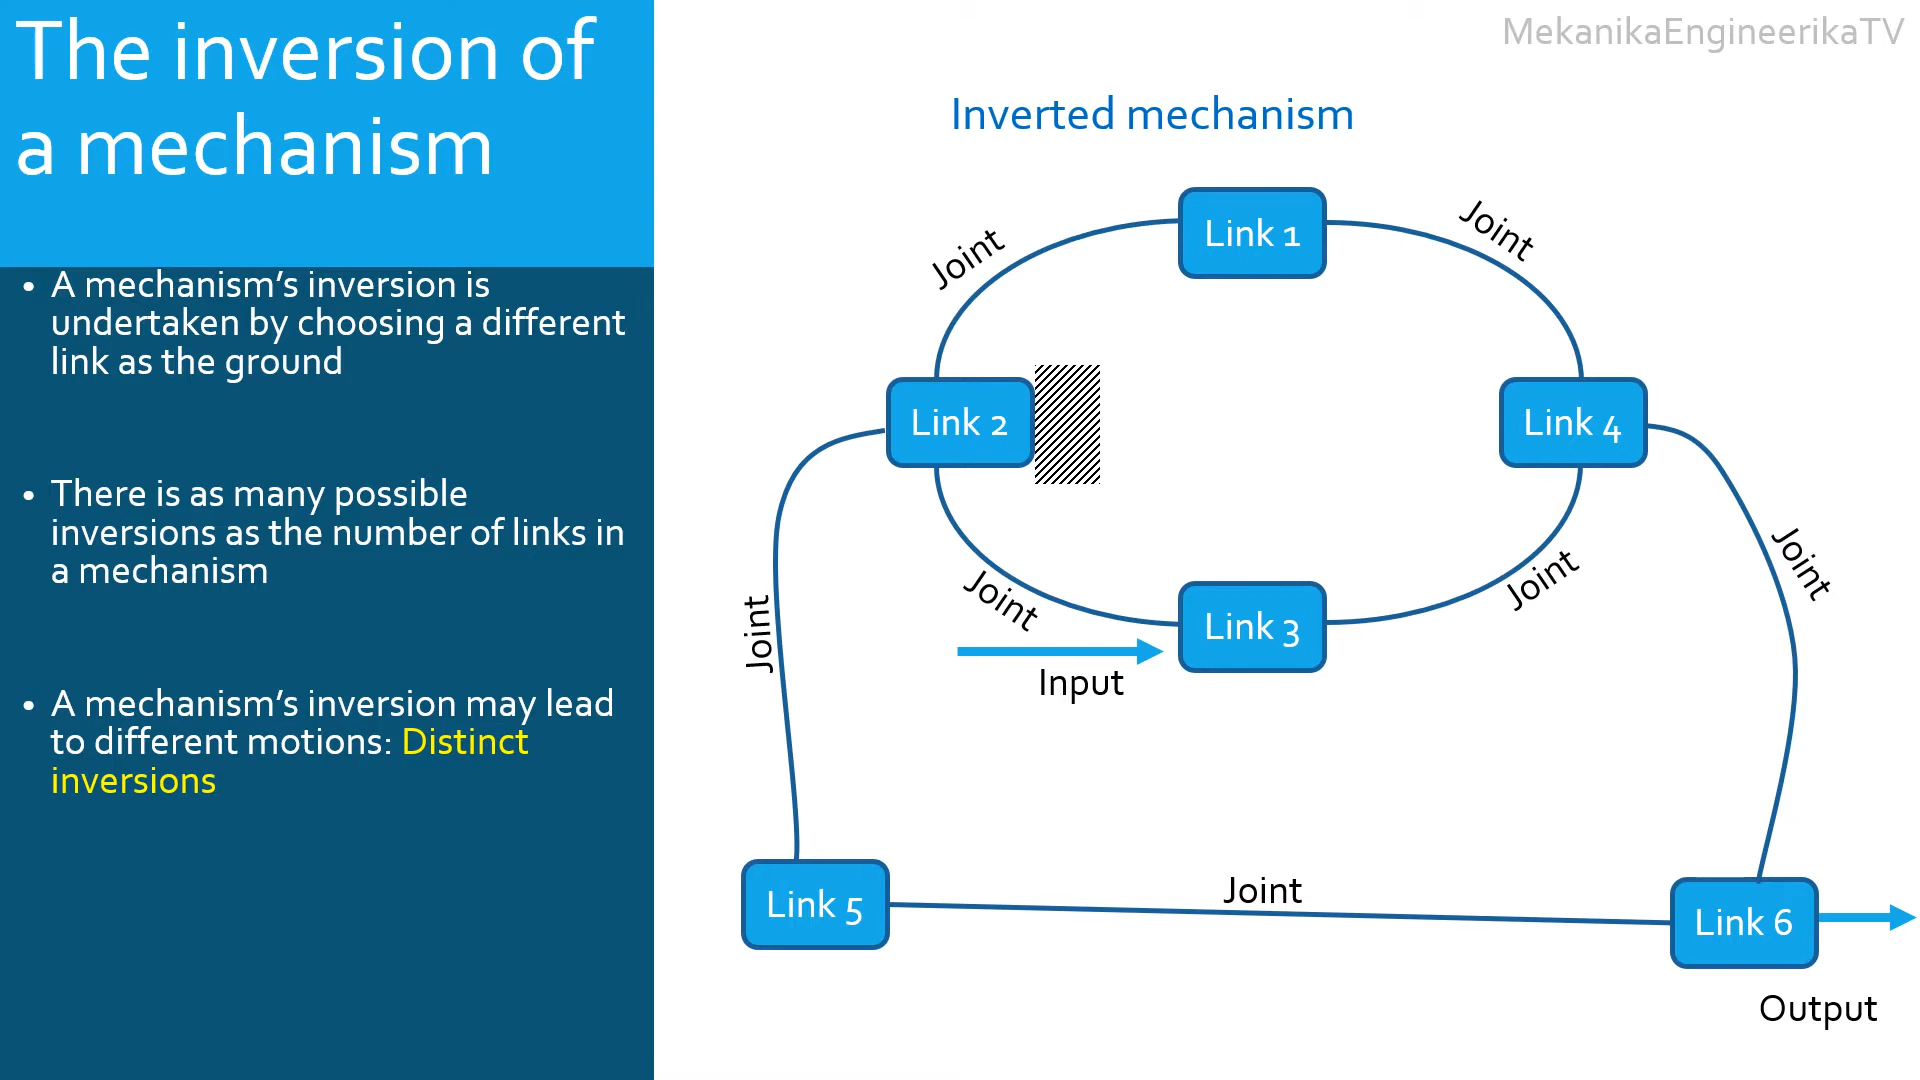 The inversion of
a mechanism
• A mechanism’s inversion is
undertaken by choosing a different
link as the ground
• There is as many possible
inversions as the number of links in
a mechanism
• A mechanism’s inversion may lead
to different motions: Distinct
inversions
MekanikaEngineerikaTV
Inverted mechanism
Joint
Link 1
Joint
Link 2
Link 4
Joint
Joint
Joint
Joint
Link 3
Input
Joint
Link 5
Link 6
Output